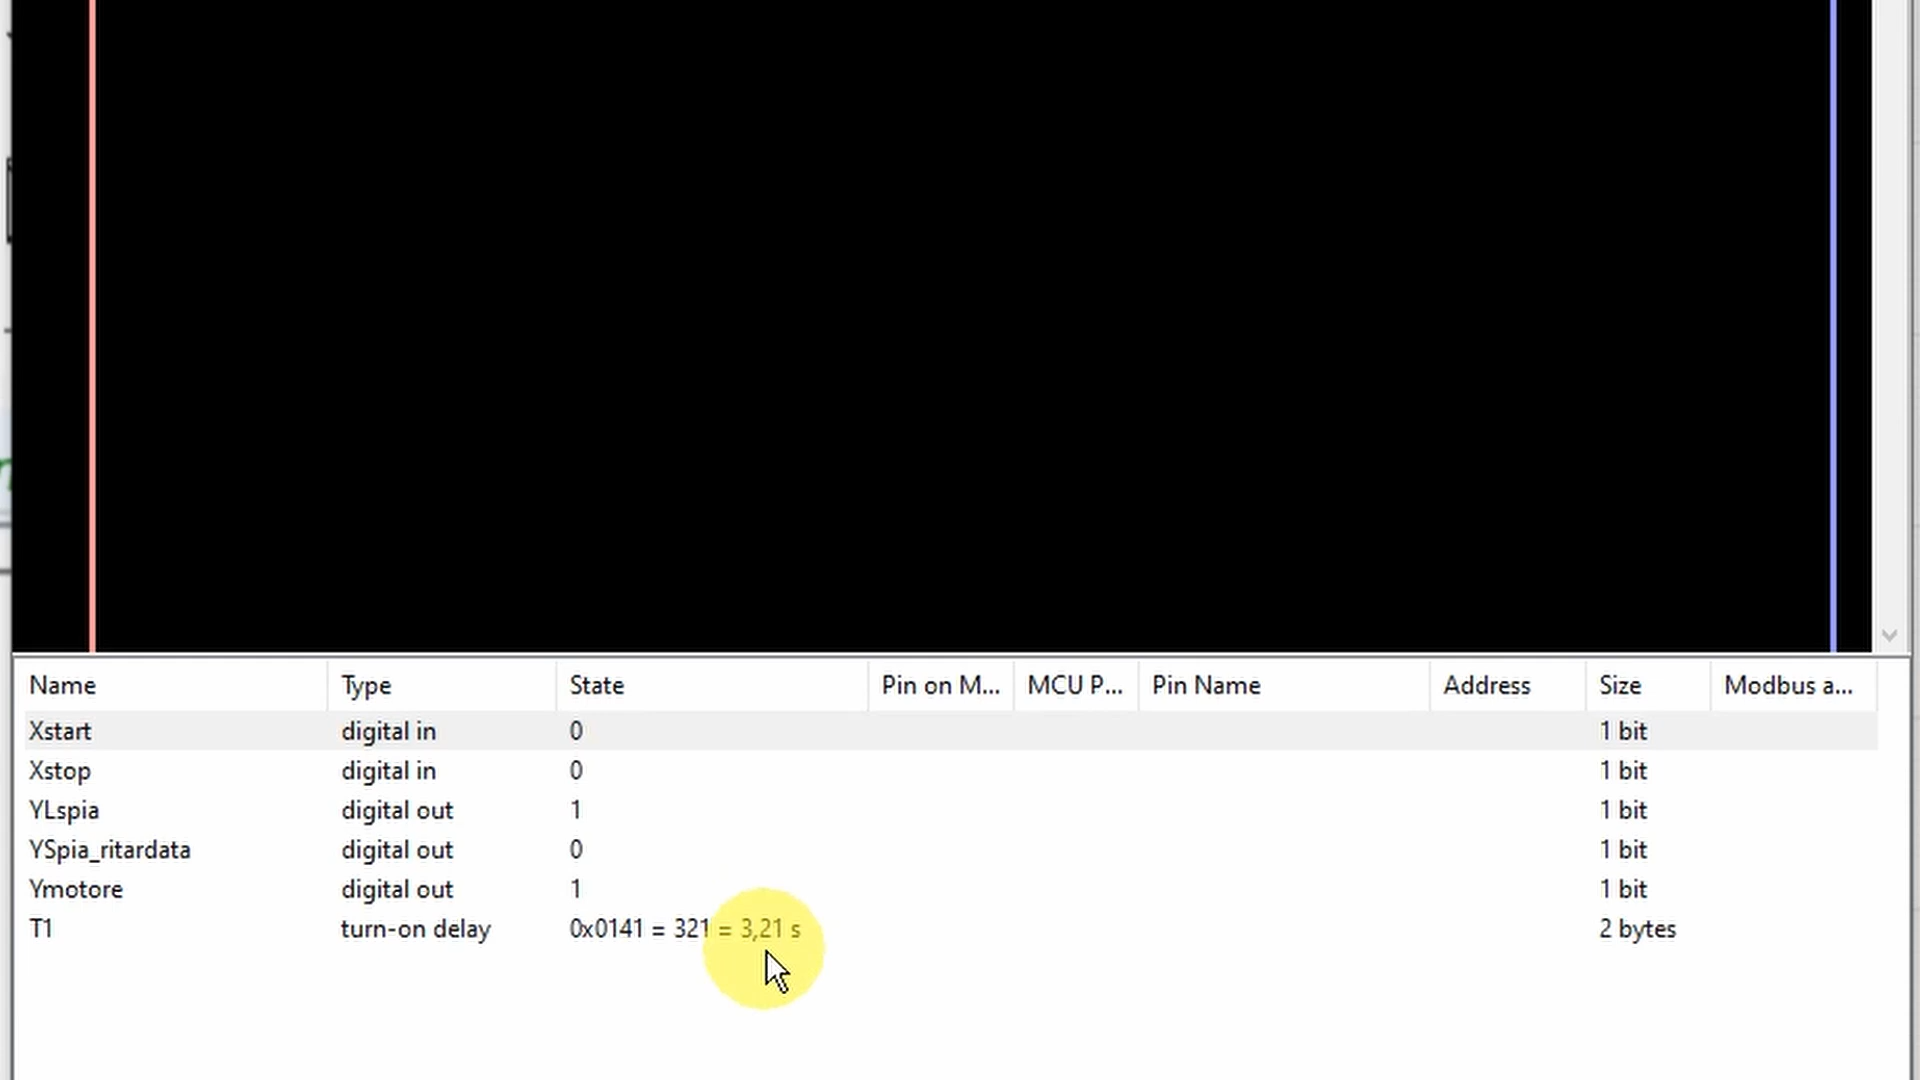 Name Type State Pin on M... MCU P... Pin Name Address Size Modbus a...
Xstart digital in 0 1 bit
Xstop digital in 0 1 bit
YLspia digital out 1 1 bit
YSpia_ritardata digital out 0 1 bit
Ymotore digital out 1 1 bit
T1 turn-on delay 0x0141 = 321 = 3,21 s 2 bytes